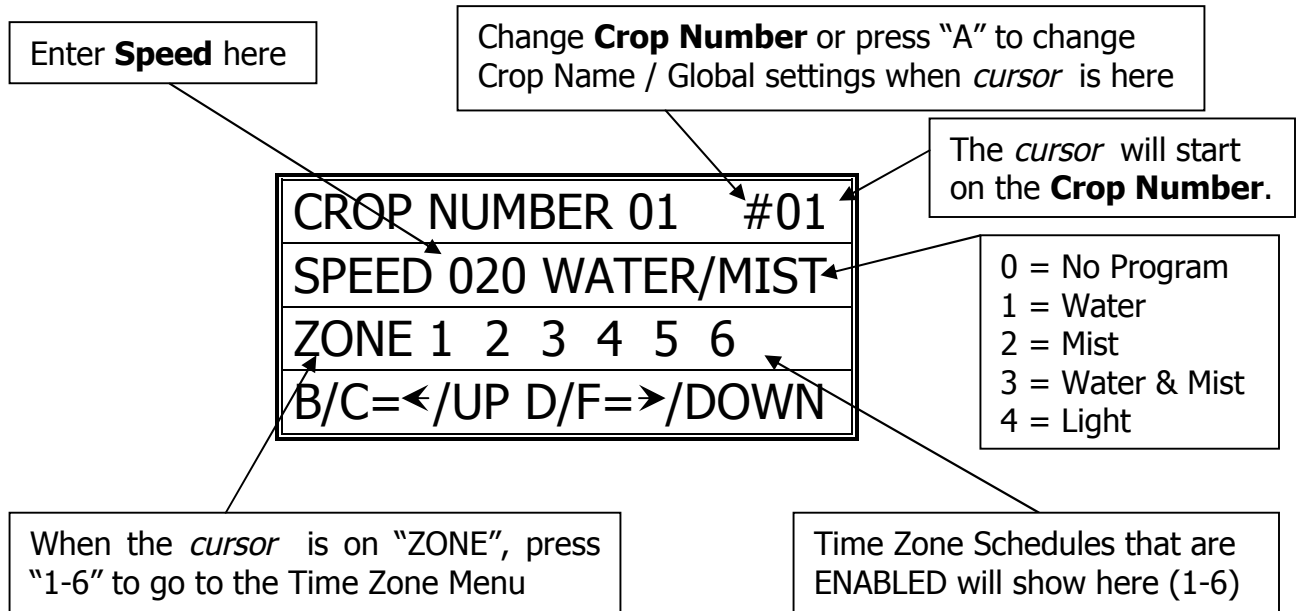 Enter Speed here
Change Crop Number or press “A” to change
Crop Name / Global settings when cursor is here
The cursor will start
on the Crop Number.
CROP NUMBER 01 #01
SPEED 020 WATER/MIST
ZONE 1 2 3 4 5 6
B/C=←/UP D/F=→/DOWN
0 = No Program
1 = Water
2 = Mist
3 = Water & Mist
4 = Light
When the cursor is on “ZONE”, press
“1-6” to go to the Time Zone Menu
Time Zone Schedules that are
ENABLED will show here (1-6)